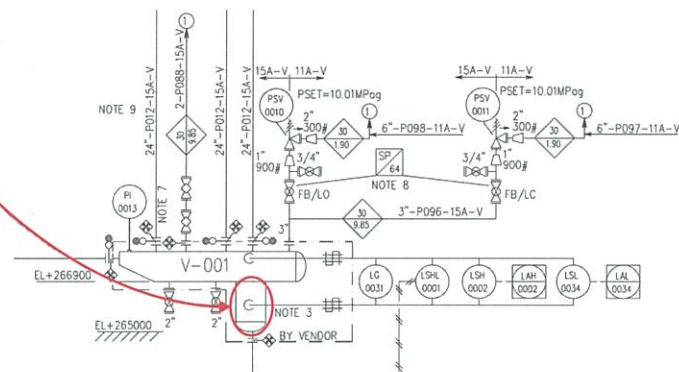 1
15A-V 11A-V
15A-V 11A-V
24"-P012-15A-V
2-P088-15A-V
24"-P012-15A-V
24"-P012-15A-V
PSV
0010
PSET=10.01MPag
PSV
0011
PSET=10.01MPag
NOTE 9
1
1
2"
300#
30
1.90
6"-P098-11A-V
2"
300#
30
1.90
6"-P097-11A-V
30
9.85
1"
900#
3/4"
SP
64
3/4"
1"
900#
NOTE 8
FB/LO
FB/LC
PI
0013
NOTE 7
3"
30
9.85
3"-P096-15A-V
V-001
C
EL+266900
LG
0031
LSHL
0001
LSH
0002
LAH
0002
LSL
0034
LAL
0034
C
NOTE 3
EL+265000
2"
2"
BY VENDOR